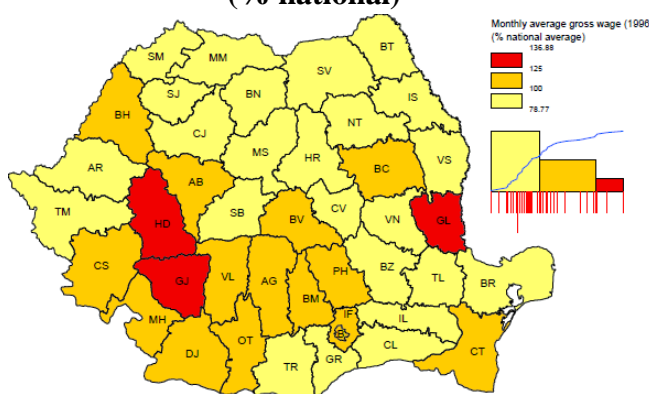 (% national)
Monthly average gross wage (1996
(% national average)
136.88
125
100
78.77
BT
SM
MM
SV
BH
SJ
BN
IS
NT
CJ
MS
HR
AR
BC
VS
AB
TM
SB
BV
CV
VN
GL
HD
CS
GJ
VL
AG
PH
BZ
TL
BR
BM
MH
IF
IL
DJ
OT
CL
CT
TR
GR